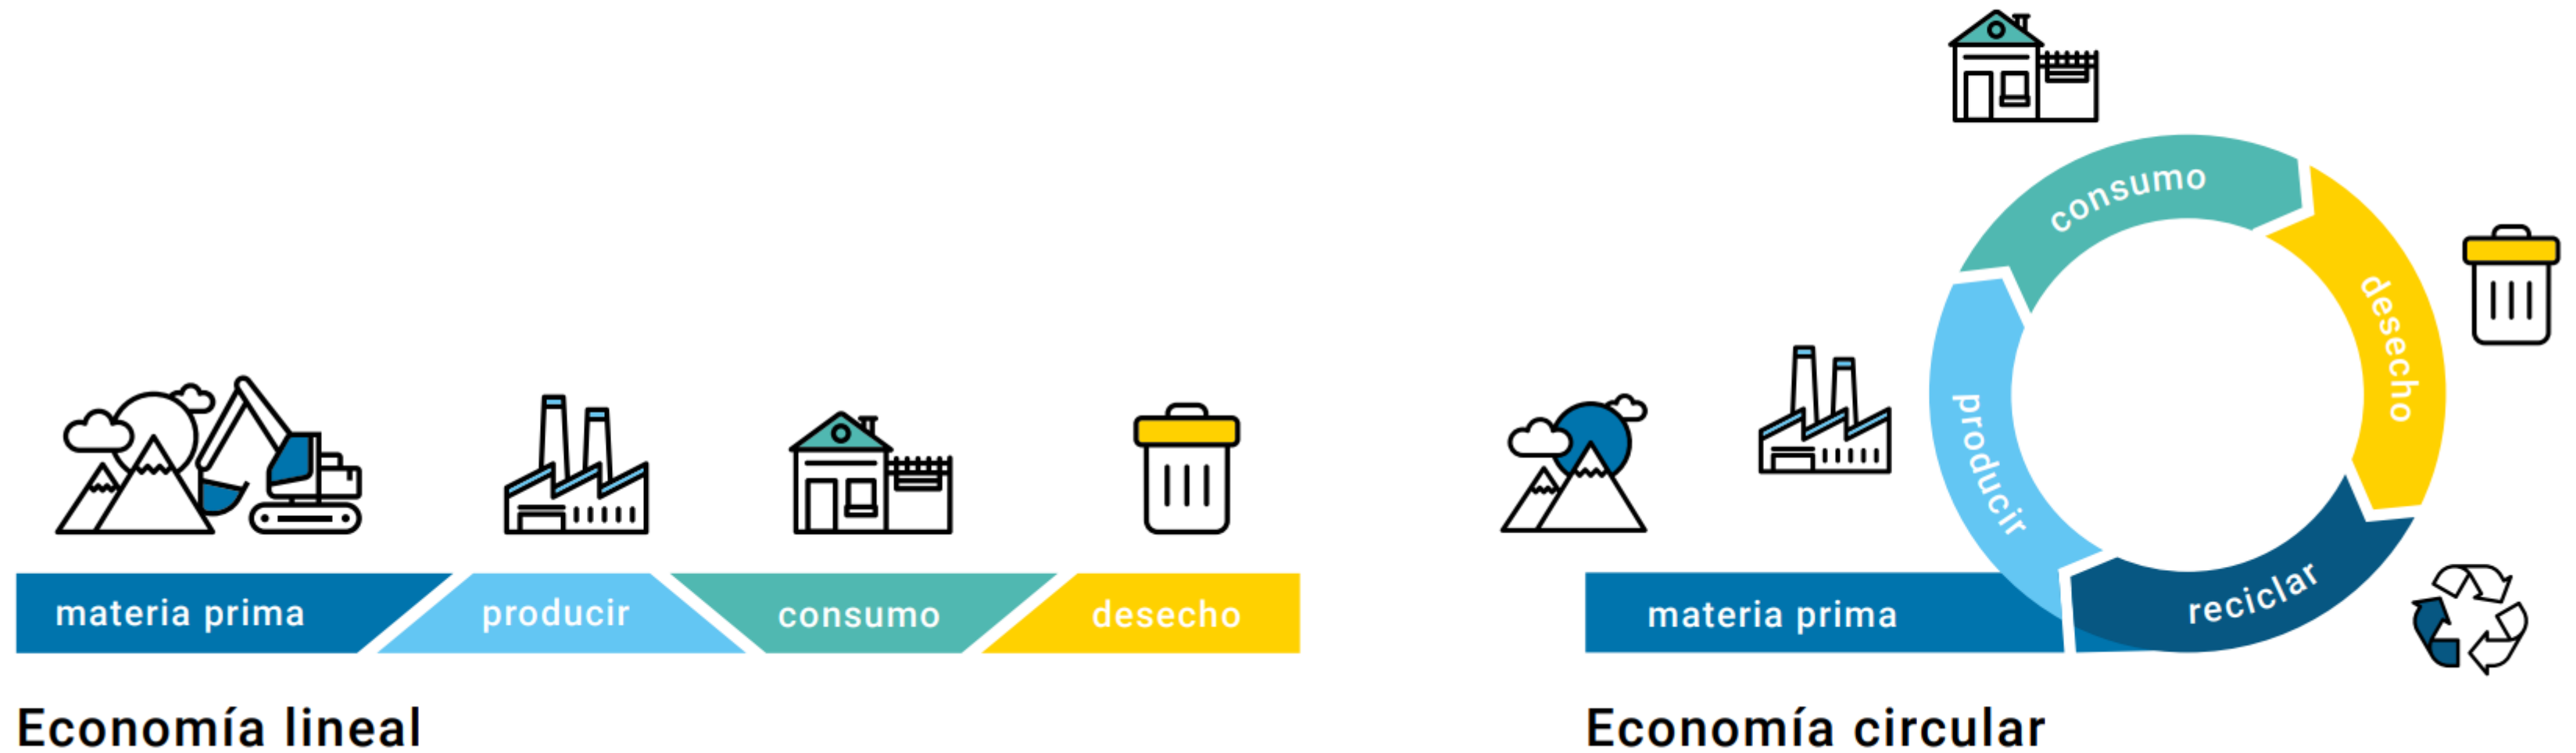 materia prima
producir
consumo
desecho
Economía lineal
materia prima
producir
consumo
desecho
reciclar
Economía circular